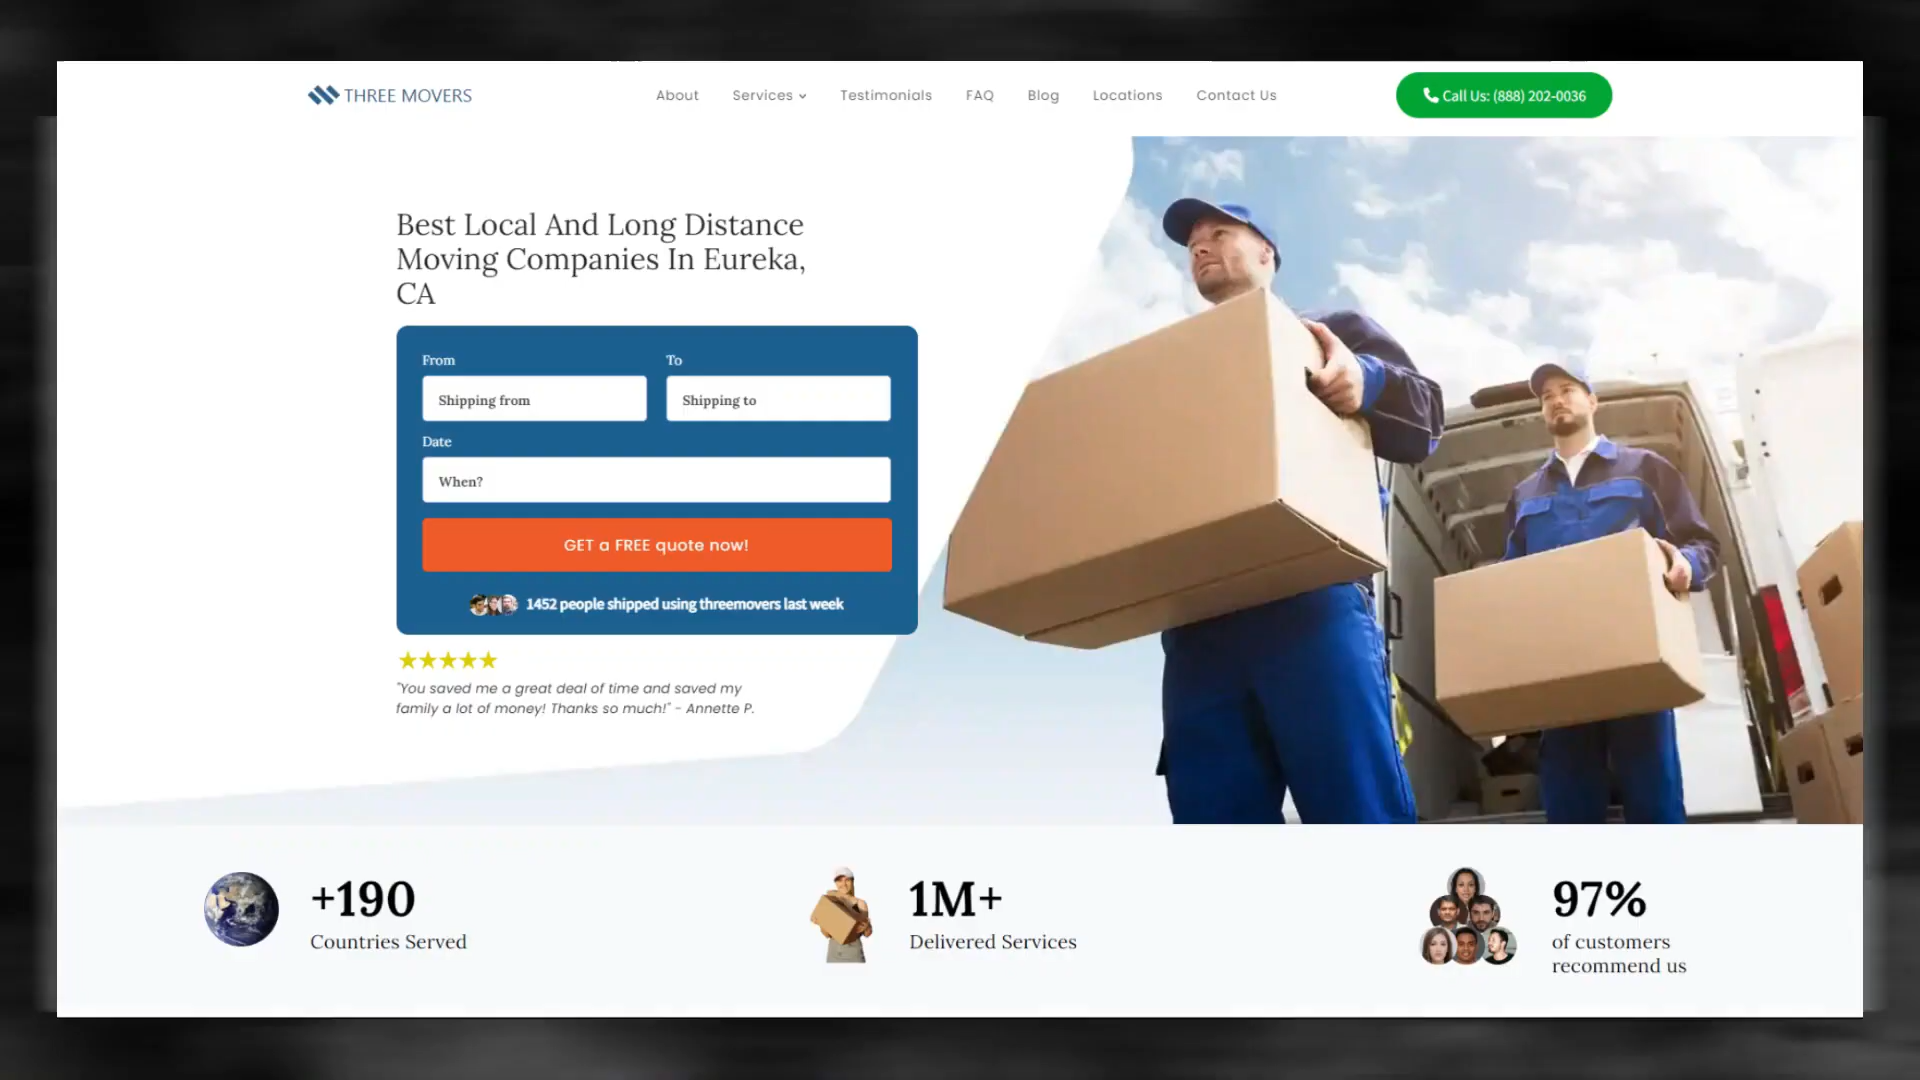 THREE MOVERS
About Services Testimonials FAQ Blog Locations Contact Us
Call Us: (888) 202-0036
Best Local And Long Distance
Moving Companies In Eureka,
CA
From To
Shipping from Shipping to
Date
When?
GET a FREE quote now!
1452 people shipped using threemovers last week
"You saved me a great deal of time and saved my
family a lot of money! Thanks so much!" - Annette P.
+190
Countries Served
1M+
Delivered Services
97%
of customers
recommend us